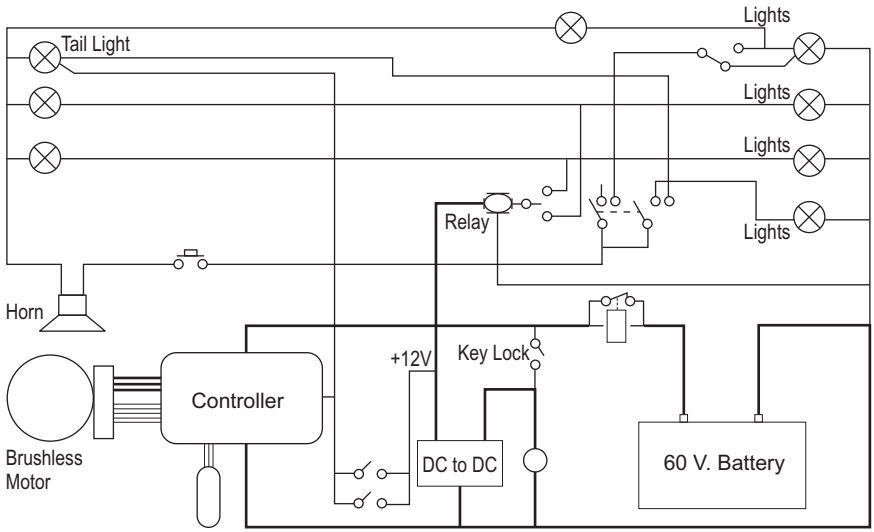 Lights
Tail Light
Lights
Lights
Relay
Lights
Horn
+12V
Key Lock
Controller
Brushless
Motor
DC to DC
60 V. Battery